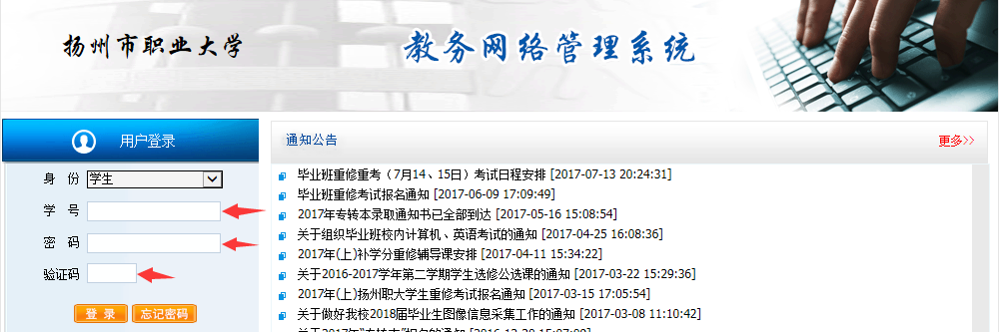 扬州市职业大学
教务网络管理系统
用户登录
身 份 学生
学 号
密 码
验证码
登 录 忘记密码
通知公告
更多>>
毕业班重修重考（7月14、15日）考试日程安排 [2017-07-13 20:24:31]
毕业班重修考试报名通知 [2017-06-09 17:09:49]
2017年专转本录取通知书已全部到达 [2017-05-16 15:08:54]
关于组织毕业班校内计算机、英语考试的通知 [2017-04-25 16:08:36]
2017年(上)补学分重修辅导课安排 [2017-04-11 15:34:22]
关于2016-2017学年第二学期学生选修公选课的通知 [2017-03-22 15:29:36]
2017年(上)扬州职大学生重修考试报名通知 [2017-03-15 17:05:54]
关于做好我校2018届毕业生图像信息采集工作的通知 [2017-03-08 11:10:42]